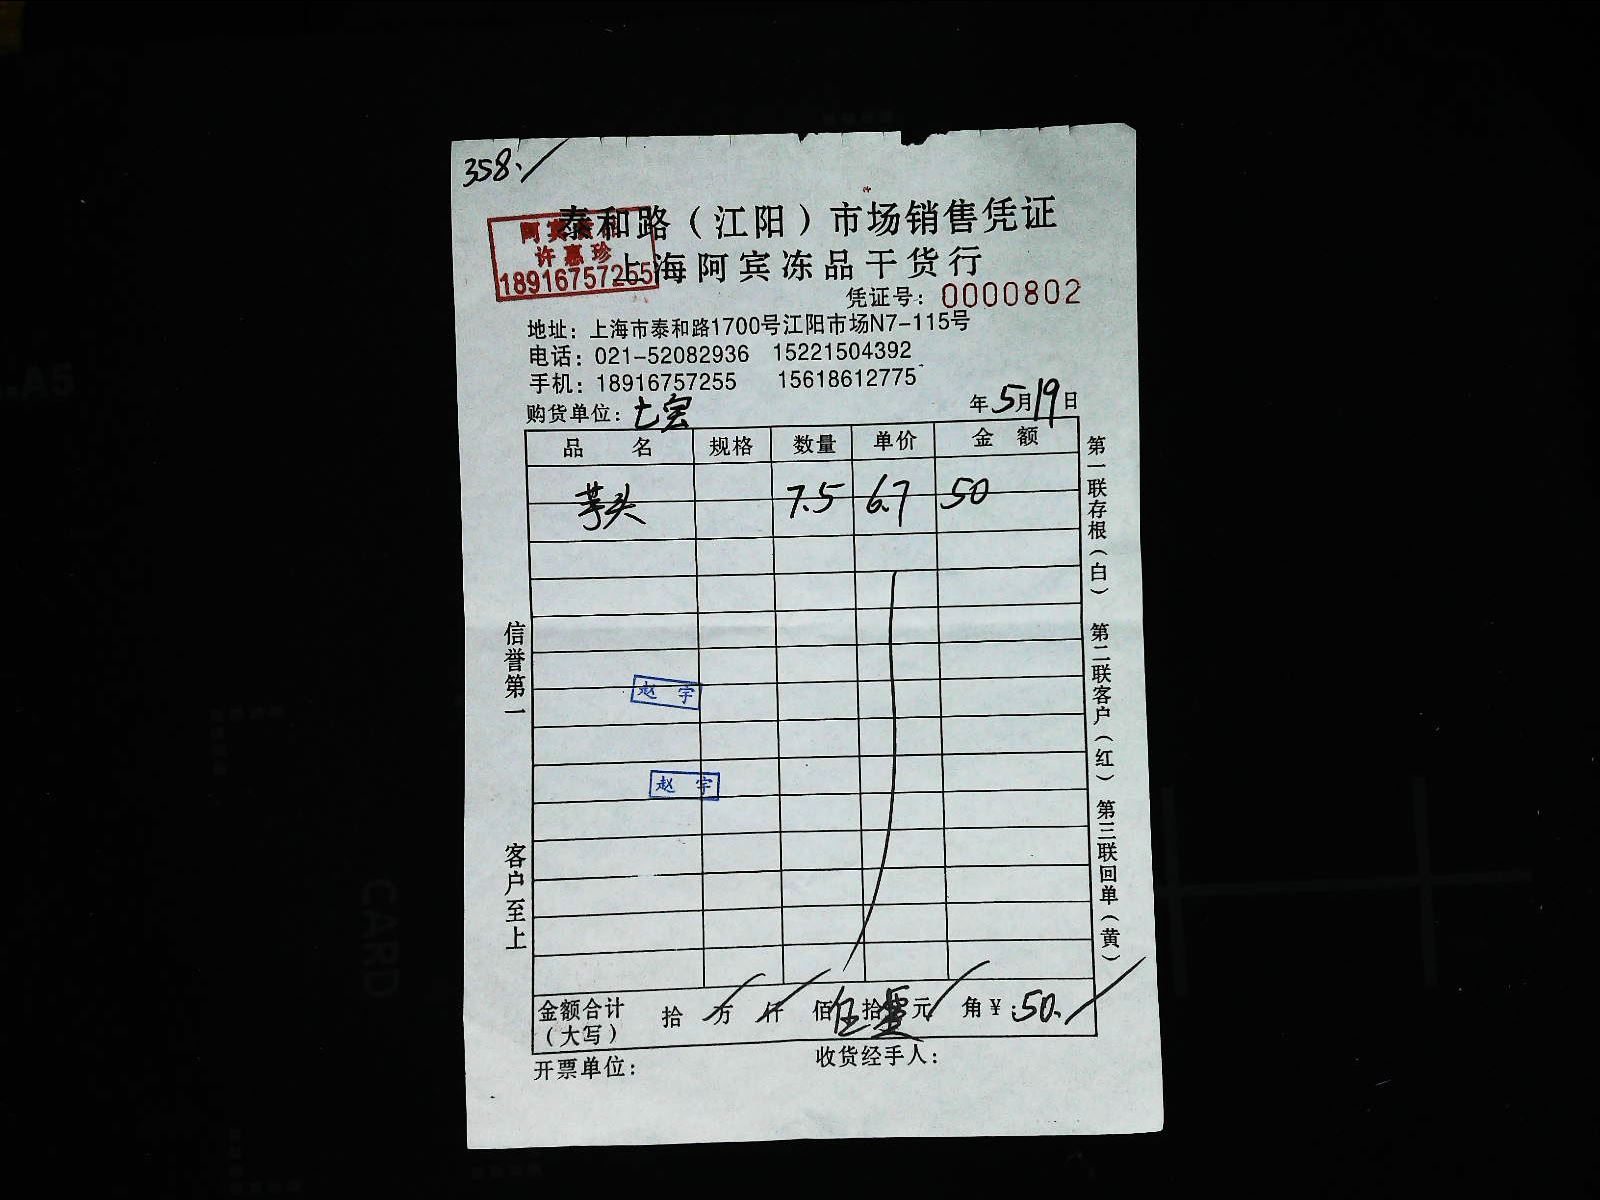 358.
泰和路（江阳）市场销售凭证
阿宾
许惠珍
18916757255
上海阿宾冻品干货行
凭证号：0000802
地址：上海市泰和路1700号江阳市场N7-115号
电话：021-52082936 15221504392
手机：18916757255 15618612775
购货单位：七宝 年5月19日
品 名 规格 数量 单价 金 额
芋头 7.5 6.7 50
第一联存根（白） 第二联客户（红） 第三联回单（黄）
信誉第一 客户至上
赵宇
赵宇
金额合计（大写） 拾 万 仟 佰 伍拾零元 角￥:50.
开票单位： 收货经手人：
A5
CARD